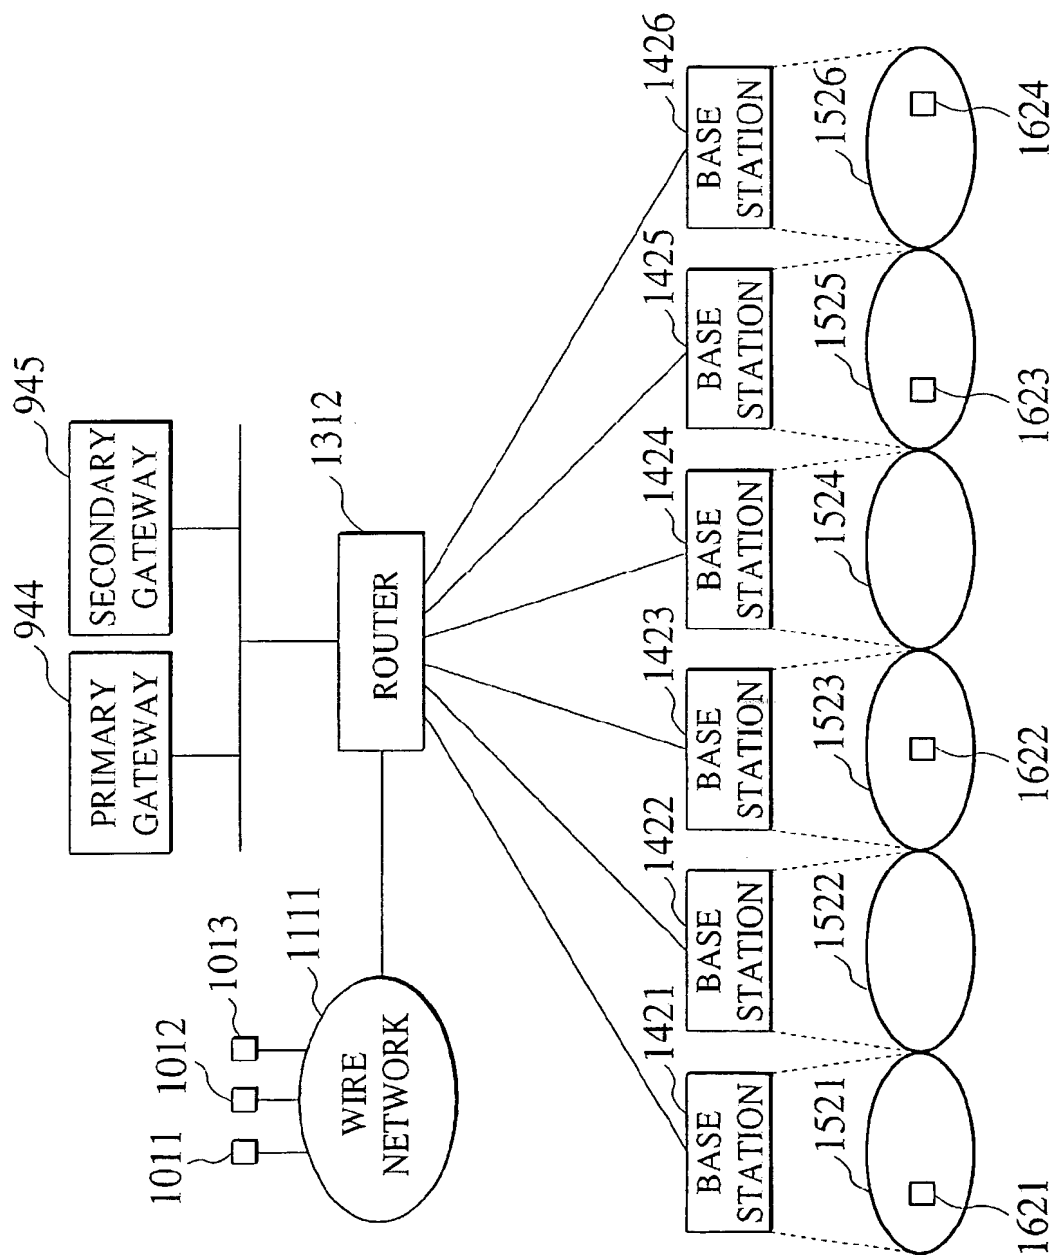 944
945
PRIMARY
GATEWAY
SECONDARY
GATEWAY
1011
1012
1013
1111
WIRE
NETWORK
1312
ROUTER
1421
1422
1423
1424
1425
1426
BASE
STATION
BASE
STATION
BASE
STATION
BASE
STATION
BASE
STATION
BASE
STATION
1521
1522
1523
1524
1525
1526
1621
1622
1623
1624